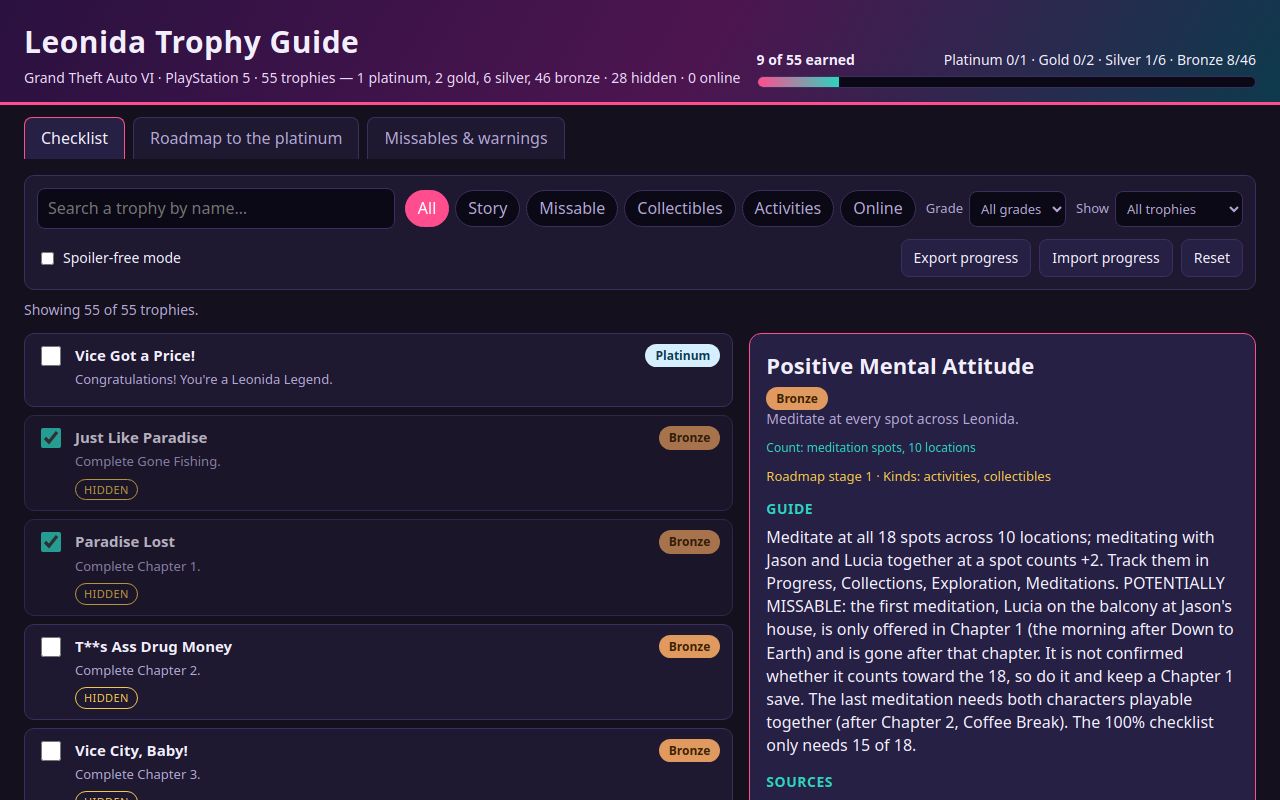 Leonida Trophy Guide
Grand Theft Auto VI · PlayStation 5 · 55 trophies — 1 platinum, 2 gold, 6 silver, 46 bronze · 28 hidden · 0 online
9 of 55 earned
Platinum 0/1 · Gold 0/2 · Silver 1/6 · Bronze 8/46
Checklist
Roadmap to the platinum
Missables & warnings
Search a trophy by name...
All
Story
Missable
Collectibles
Activities
Online
Grade
All grades
Show
All trophies
Spoiler-free mode
Export progress
Import progress
Reset
Showing 55 of 55 trophies.
Vice Got a Price!
Platinum
Congratulations! You're a Leonida Legend.
Just Like Paradise
Bronze
Complete Gone Fishing.
HIDDEN
Paradise Lost
Bronze
Complete Chapter 1.
HIDDEN
T**s Ass Drug Money
Bronze
Complete Chapter 2.
HIDDEN
Vice City, Baby!
Bronze
Complete Chapter 3.
HIDDEN
Positive Mental Attitude
Bronze
Meditate at every spot across Leonida.
Count: meditation spots, 10 locations
Roadmap stage 1 · Kinds: activities, collectibles
GUIDE
Meditate at all 18 spots across 10 locations; meditating with
Jason and Lucia together at a spot counts +2. Track them in
Progress, Collections, Exploration, Meditations. POTENTIALLY
MISSABLE: the first meditation, Lucia on the balcony at Jason's
house, is only offered in Chapter 1 (the morning after Down to
Earth) and is gone after that chapter. It is not confirmed
whether it counts toward the 18, so do it and keep a Chapter 1
save. The last meditation needs both characters playable
together (after Chapter 2, Coffee Break). The 100% checklist
only needs 15 of 18.
SOURCES